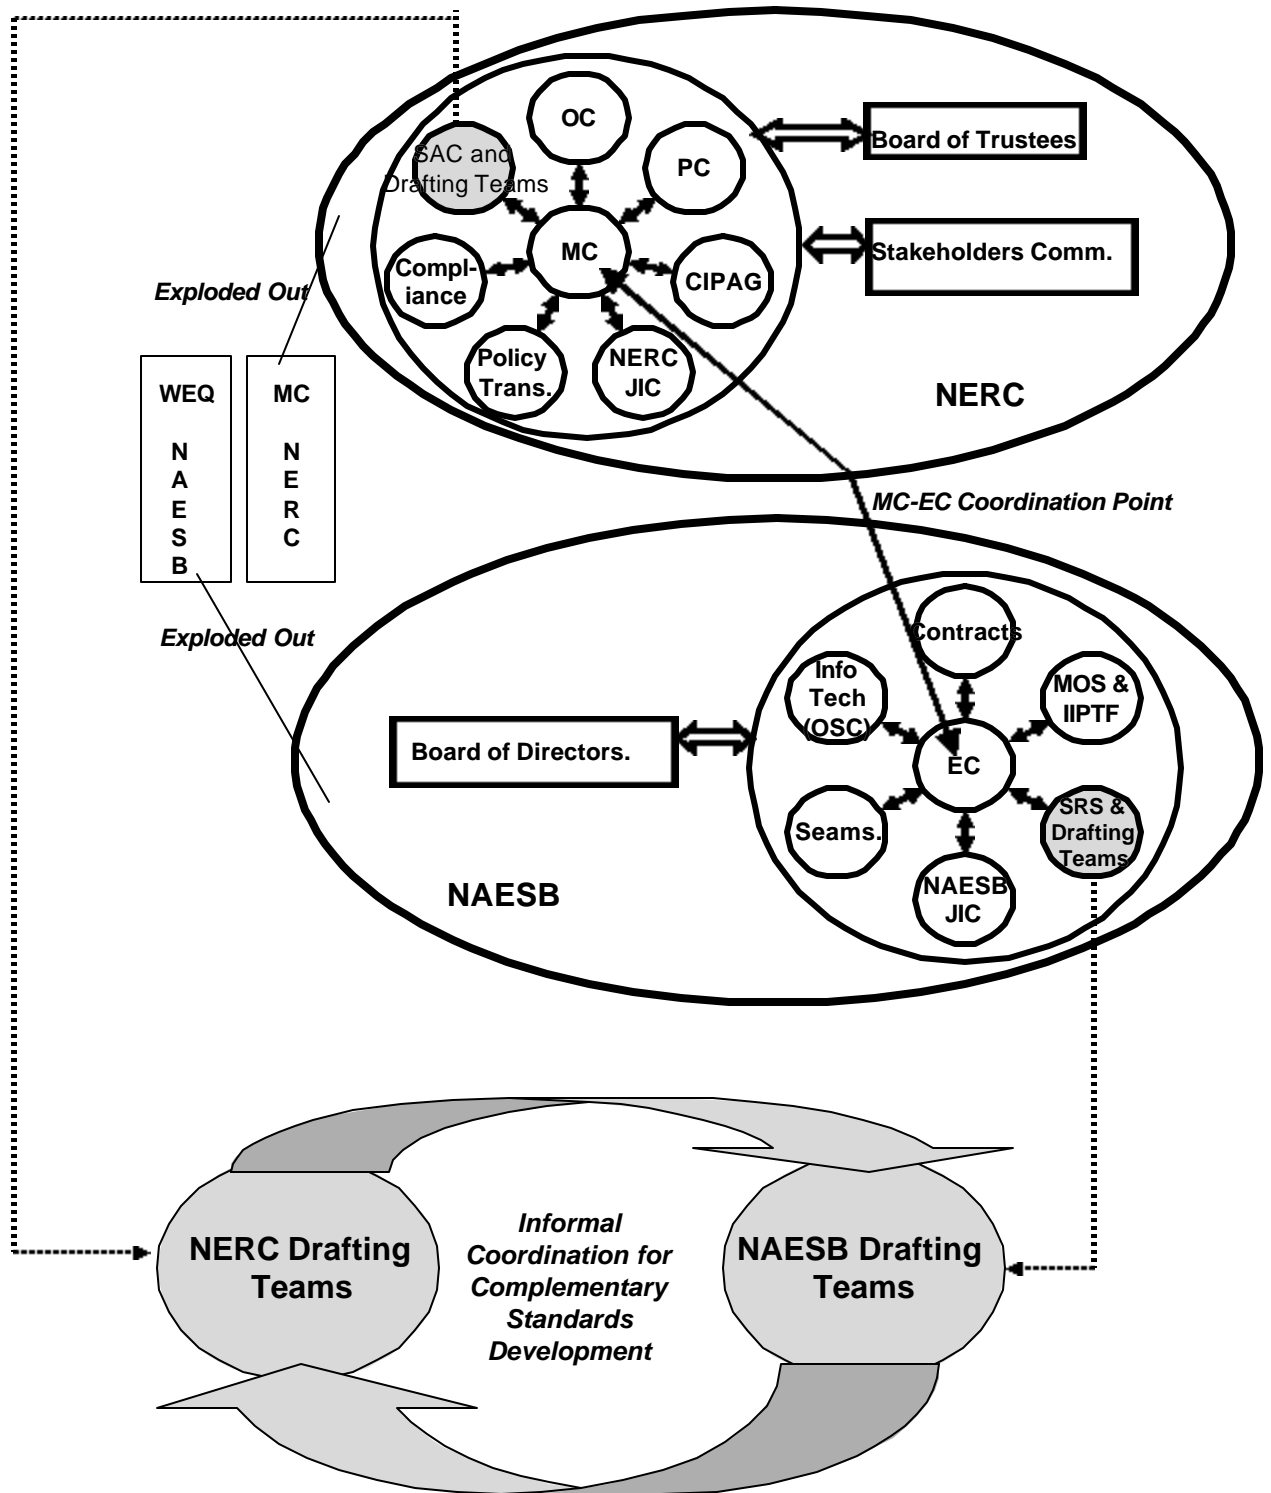 OC
SAC and
Drafting Teams
PC
Board of Trustees
MC
Stakeholders Comm.
Compl-
iance
CIPAG
Exploded Out
Policy
Trans.
NERC
JIC
NERC
WEQ
N
A
E
S
B
MC
N
E
R
C
MC-EC Coordination Point
Exploded Out
Contracts
Info
Tech
(OSC)
MOS &
IIPTF
Board of Directors.
EC
Seams.
SRS &
Drafting
Teams
NAESB
NAESB
JIC
NERC Drafting
Teams
Informal
Coordination for
Complementary
Standards
Development
NAESB Drafting
Teams